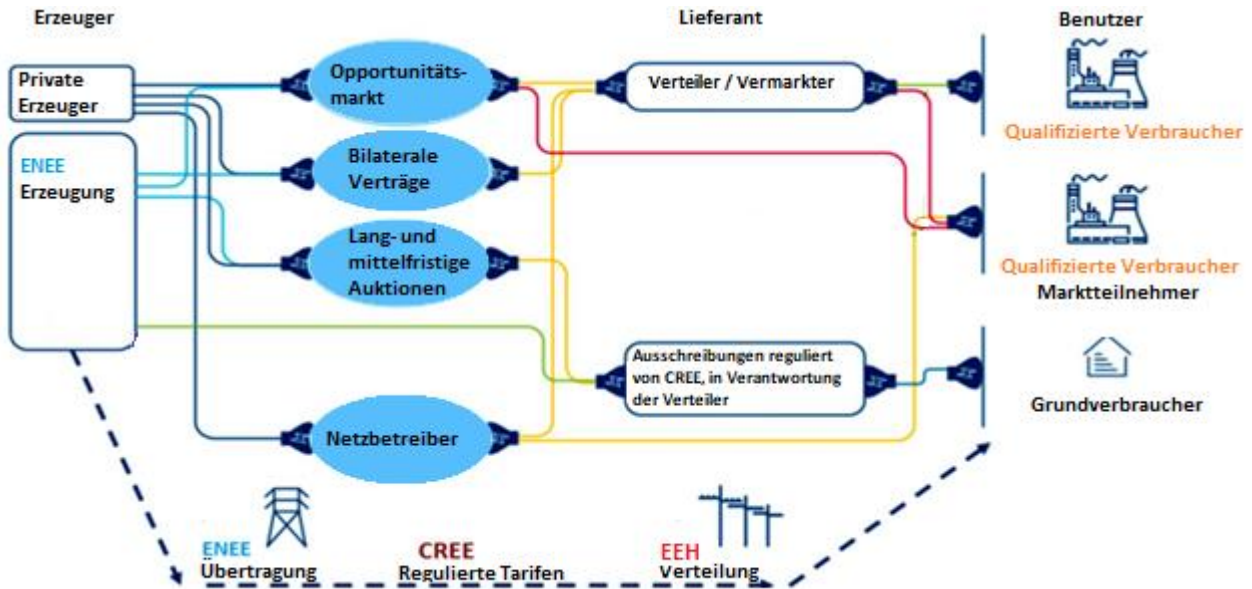 Erzeuger
Lieferant
Benutzer
Private
Erzeuger
Opportunitäts-
markt
Verteiler / Vermarkter
Qualifizierte Verbraucher
ENEE
Erzeugung
Bilaterale
Verträge
Lang- und
mittelfristige
Auktionen
Qualifizierte Verbraucher
Marktteilnehmer
Ausschreibungen reguliert
von CREE, in Verantwortung
der Verteiler
Grundverbraucher
Netzbetreiber
ENEE
Übertragung
CREE
Regulierte Tarifen
EEH
Verteilung